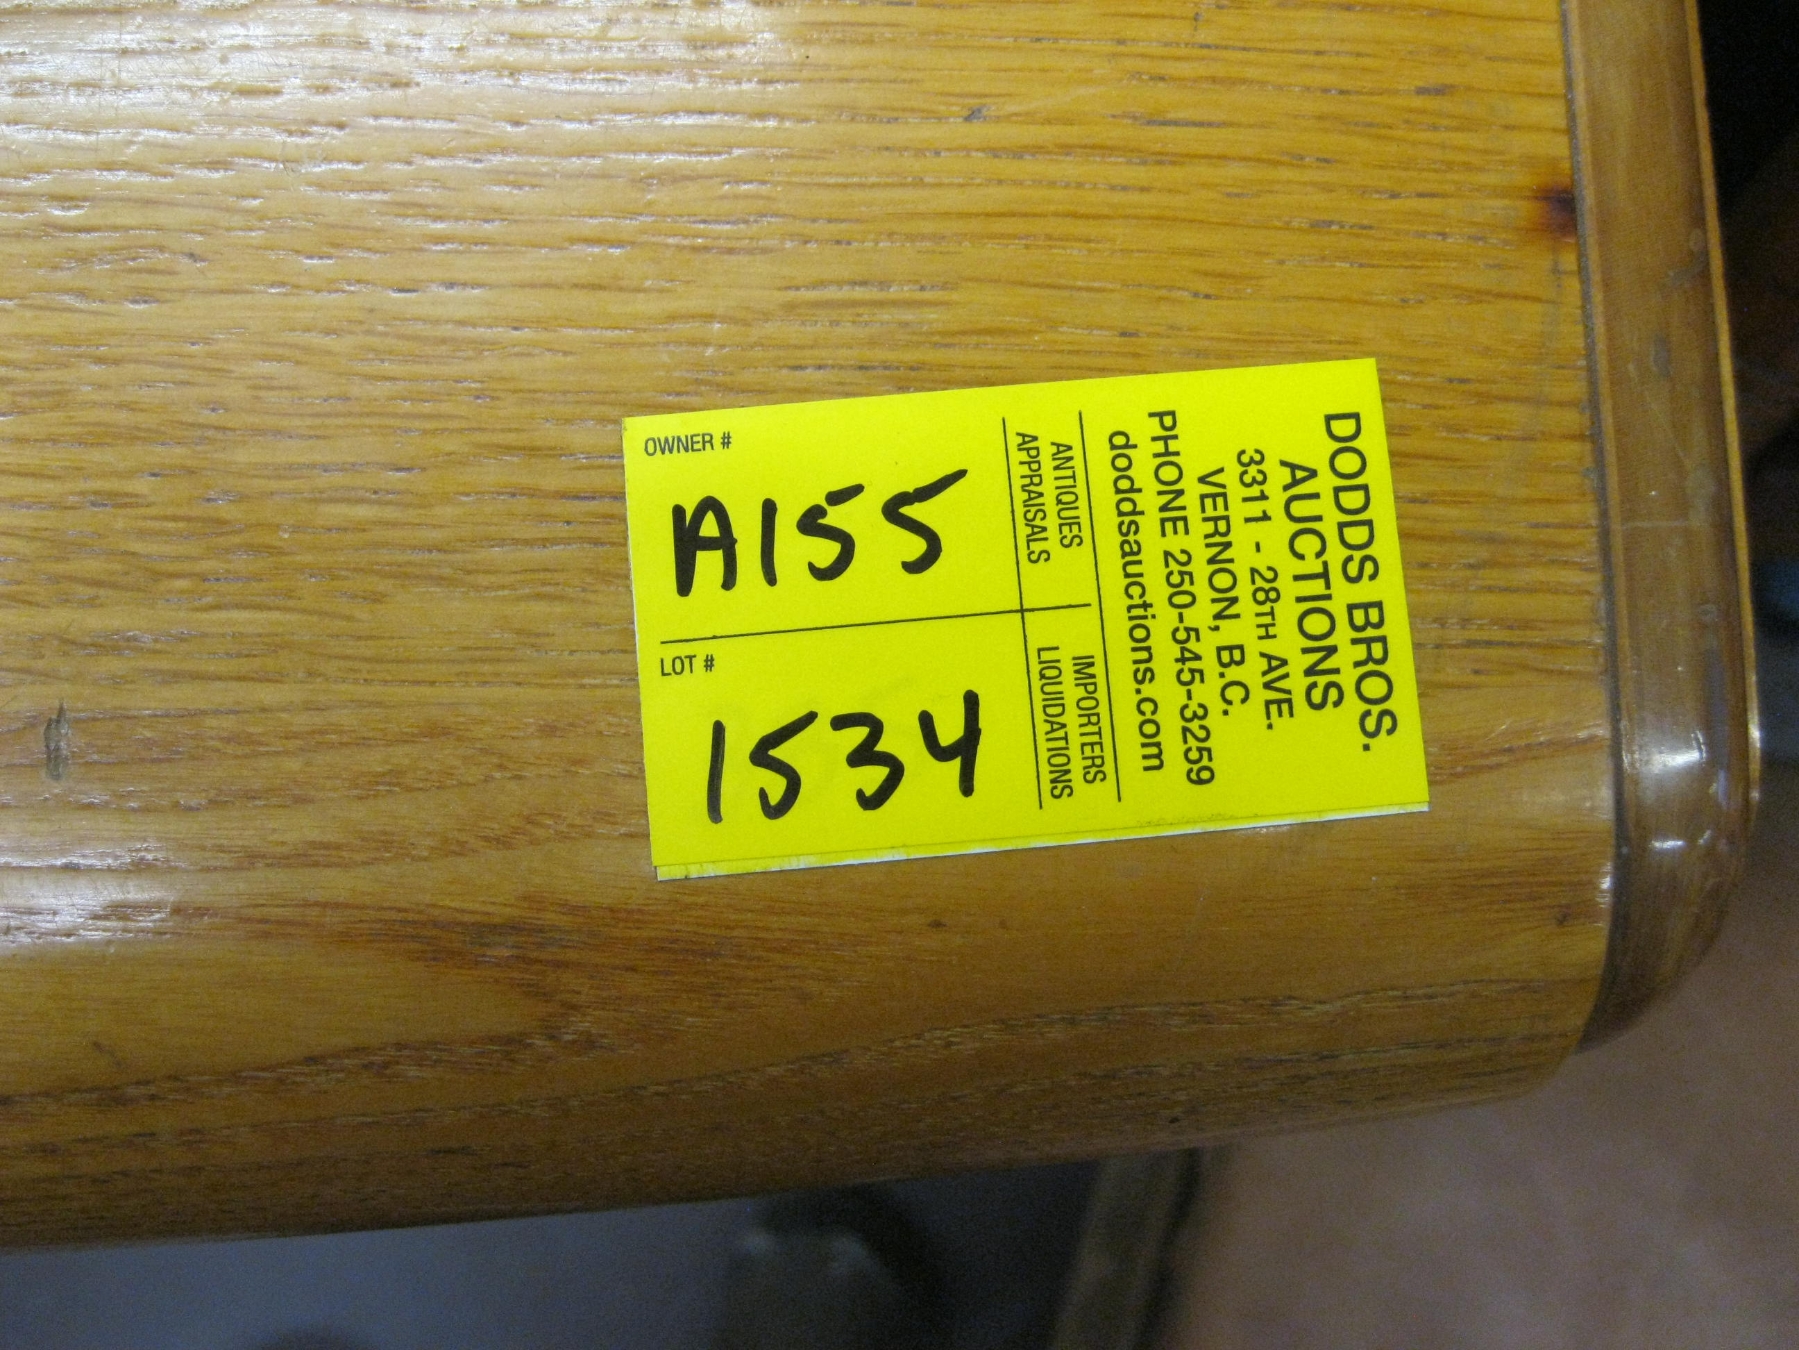 DODDS BROS.
AUCTIONS
3311 - 28TH AVE.
VERNON, B.C.
PHONE 250-545-3259
doddsauctions.com
ANTIQUES IMPORTERS
APPRAISALS LIQUIDATIONS
OWNER #
A155
LOT #
1534